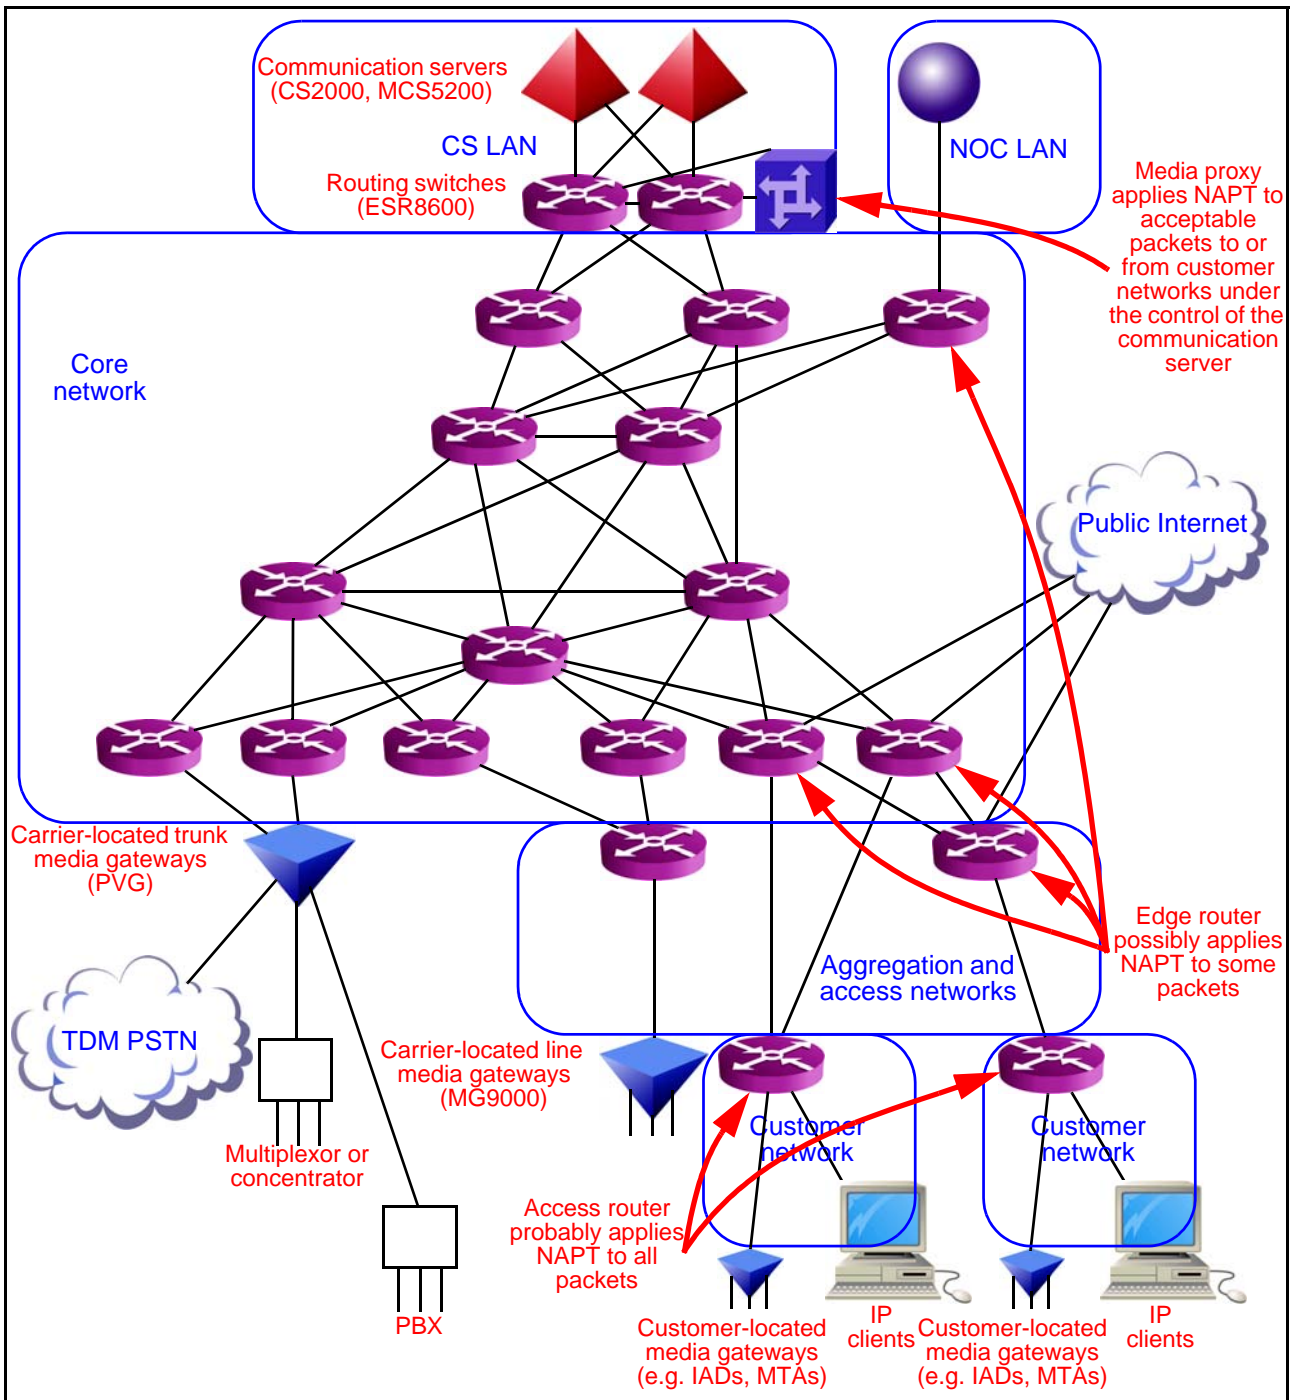 Communication servers
(CS2000, MCS5200)
CS LAN
NOC LAN
Routing switches
(ESR8600)
Media proxy
applies NAPT to
acceptable
packets to or
from customer
networks under
the control of the
communication
server
Core
network
Public Internet
Carrier-located trunk
media gateways
(PVG)
Edge router
possibly applies
NAPT to some
packets
Aggregation and
access networks
TDM PSTN
Carrier-located line
media gateways
(MG9000)
Multiplexor or
concentrator
Customer
network
Customer
network
Access router
probably applies
NAPT to all
packets
PBX
Customer-located
media gateways
(e.g. IADs, MTAs)
IP
clients
Customer-located
media gateways
(e.g. IADs, MTAs)
IP
clients